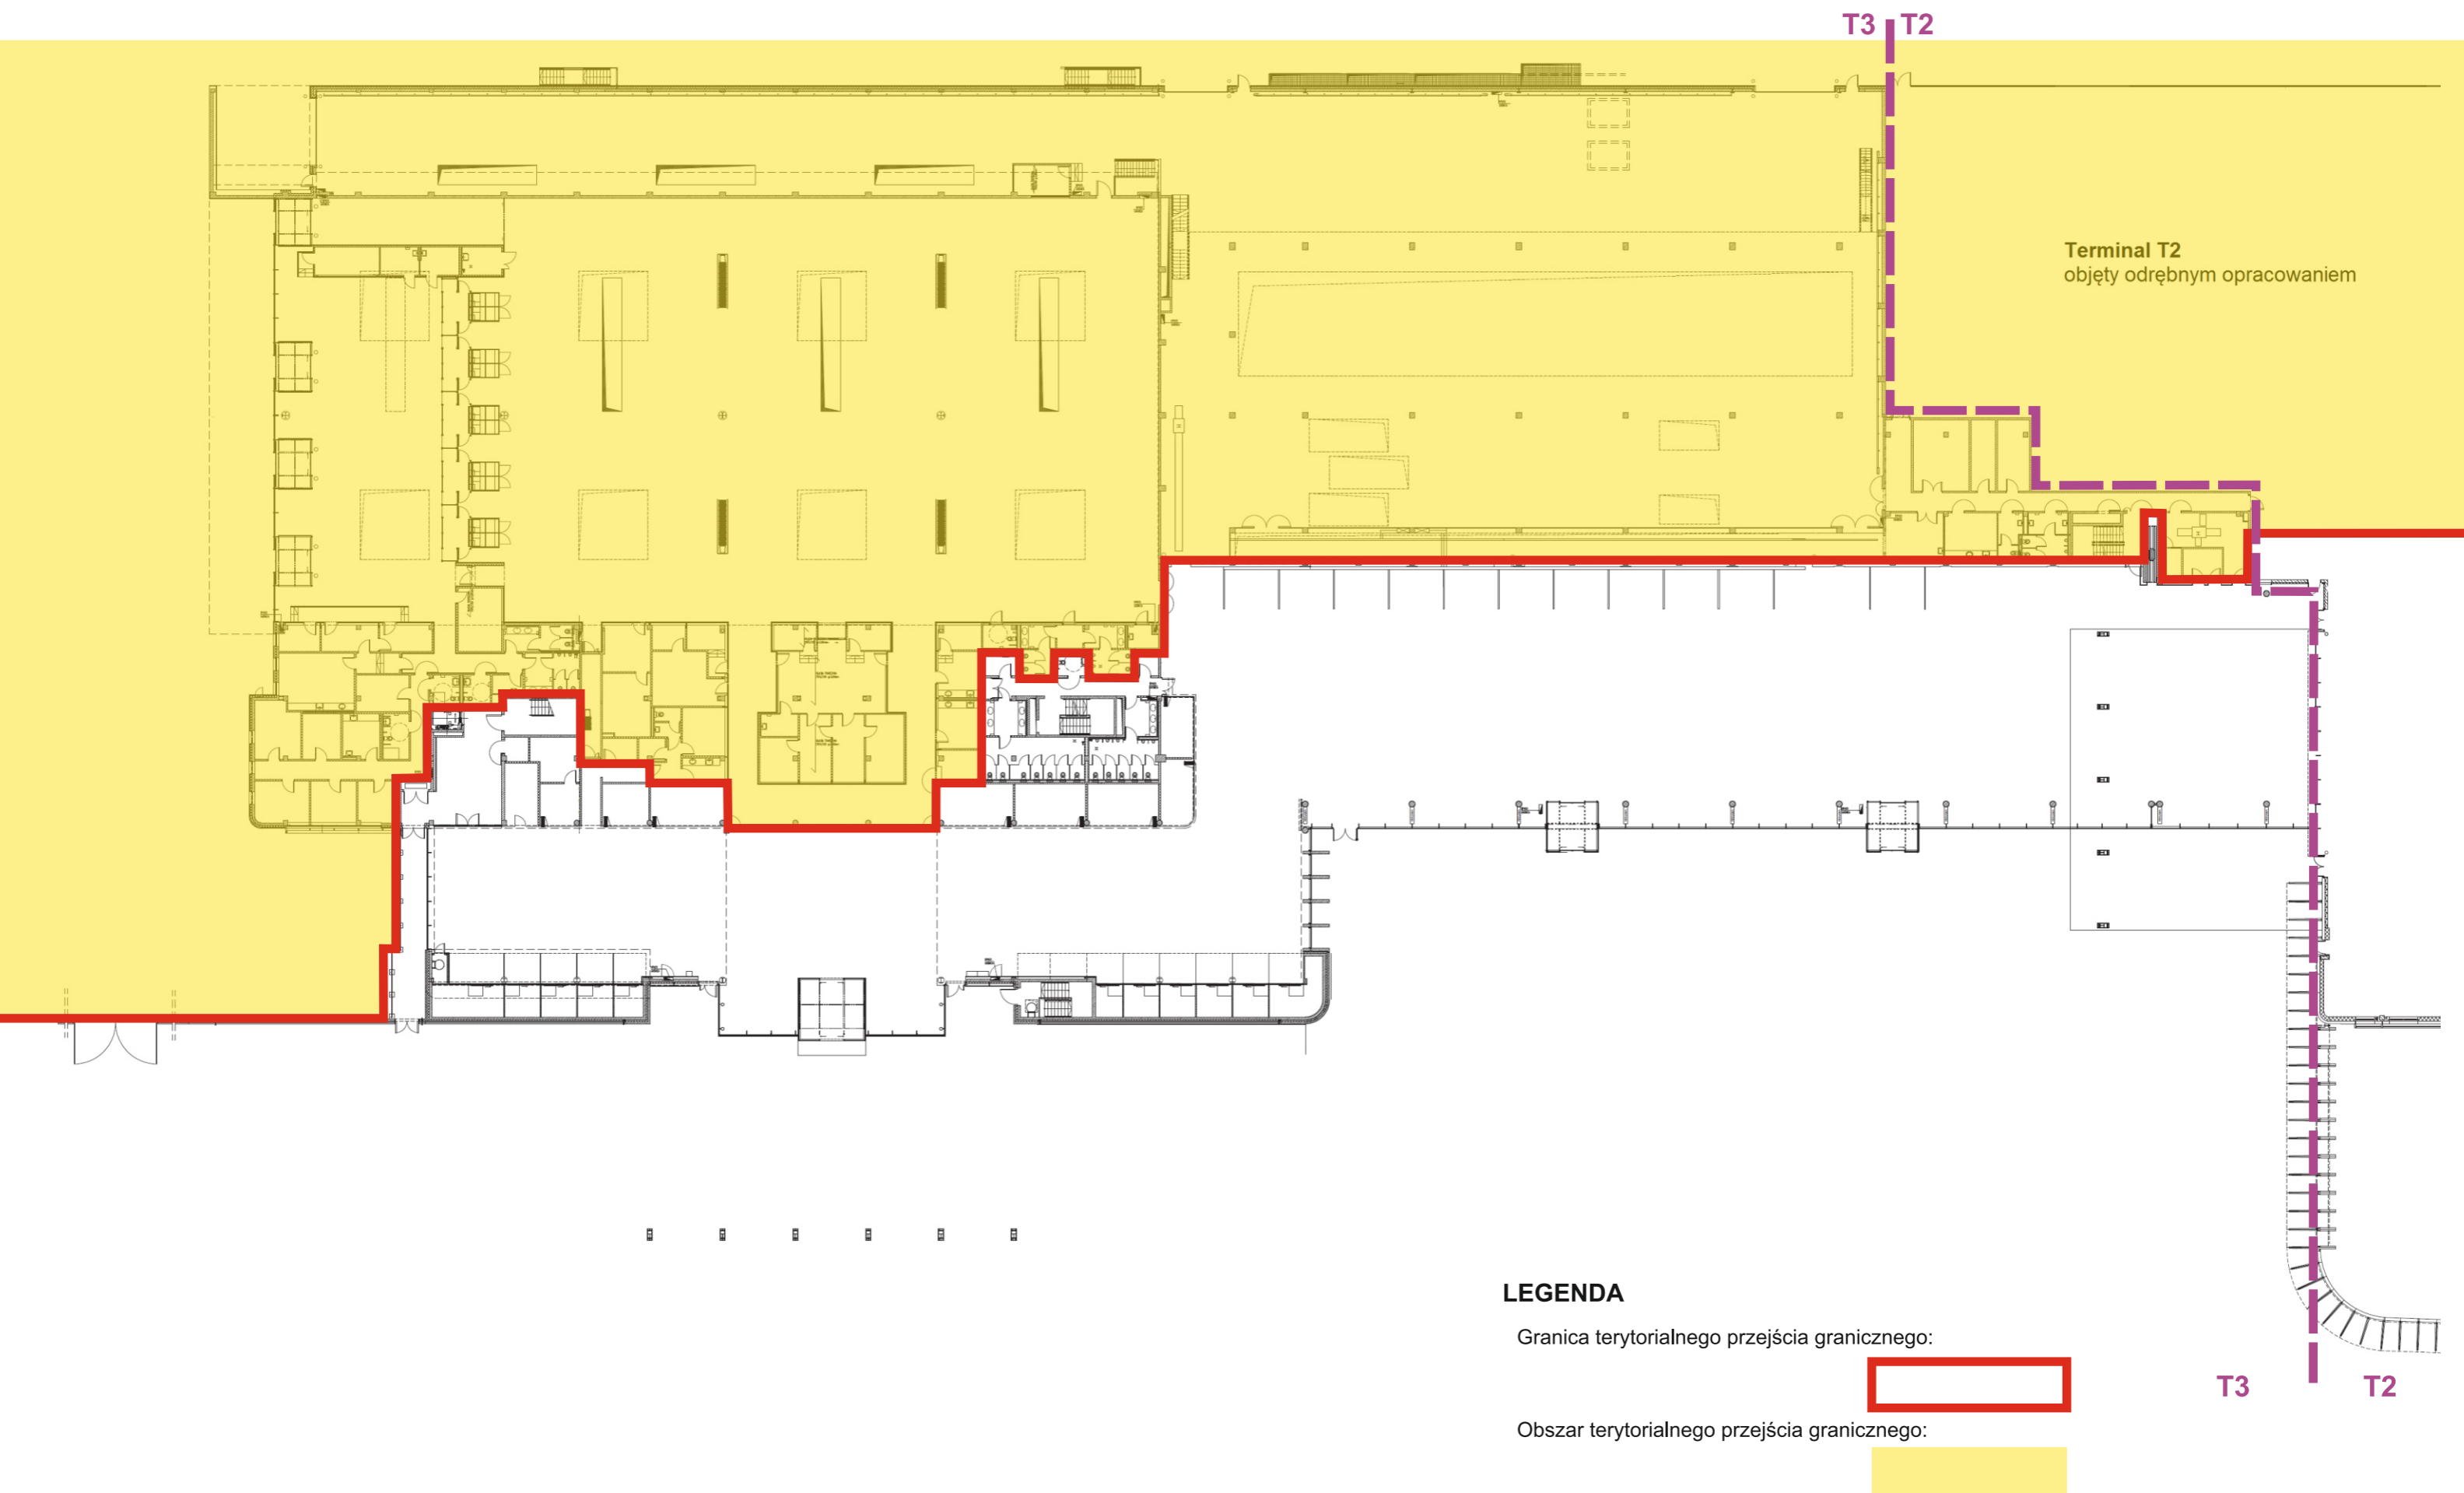 T3 T2
Terminal T2
objęty odrębnym opracowaniem
LEGENDA
Granica terytorialnego przejścia granicznego:
T3 T2
Obszar terytorialnego przejścia granicznego: